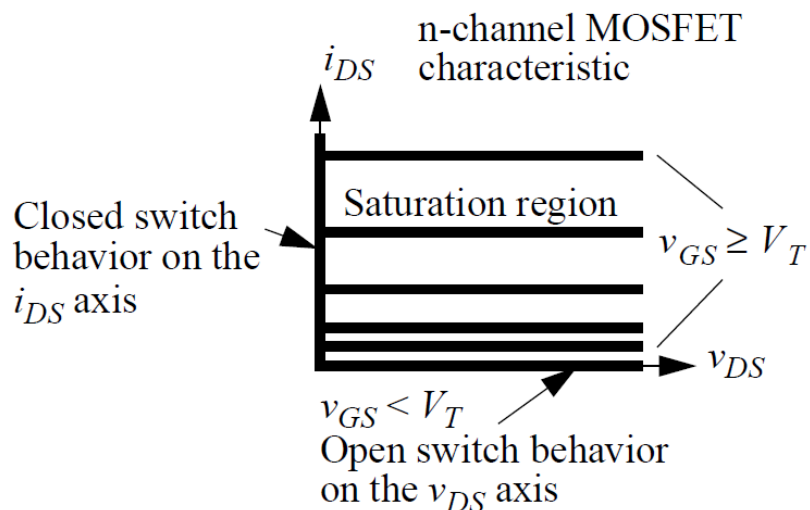 n-channel MOSFET
characteristic
i_DS
Closed switch
behavior on the
i_DS axis
Saturation region
v_GS ≥ V_T
v_DS
v_GS < V_T
Open switch behavior
on the v_DS axis